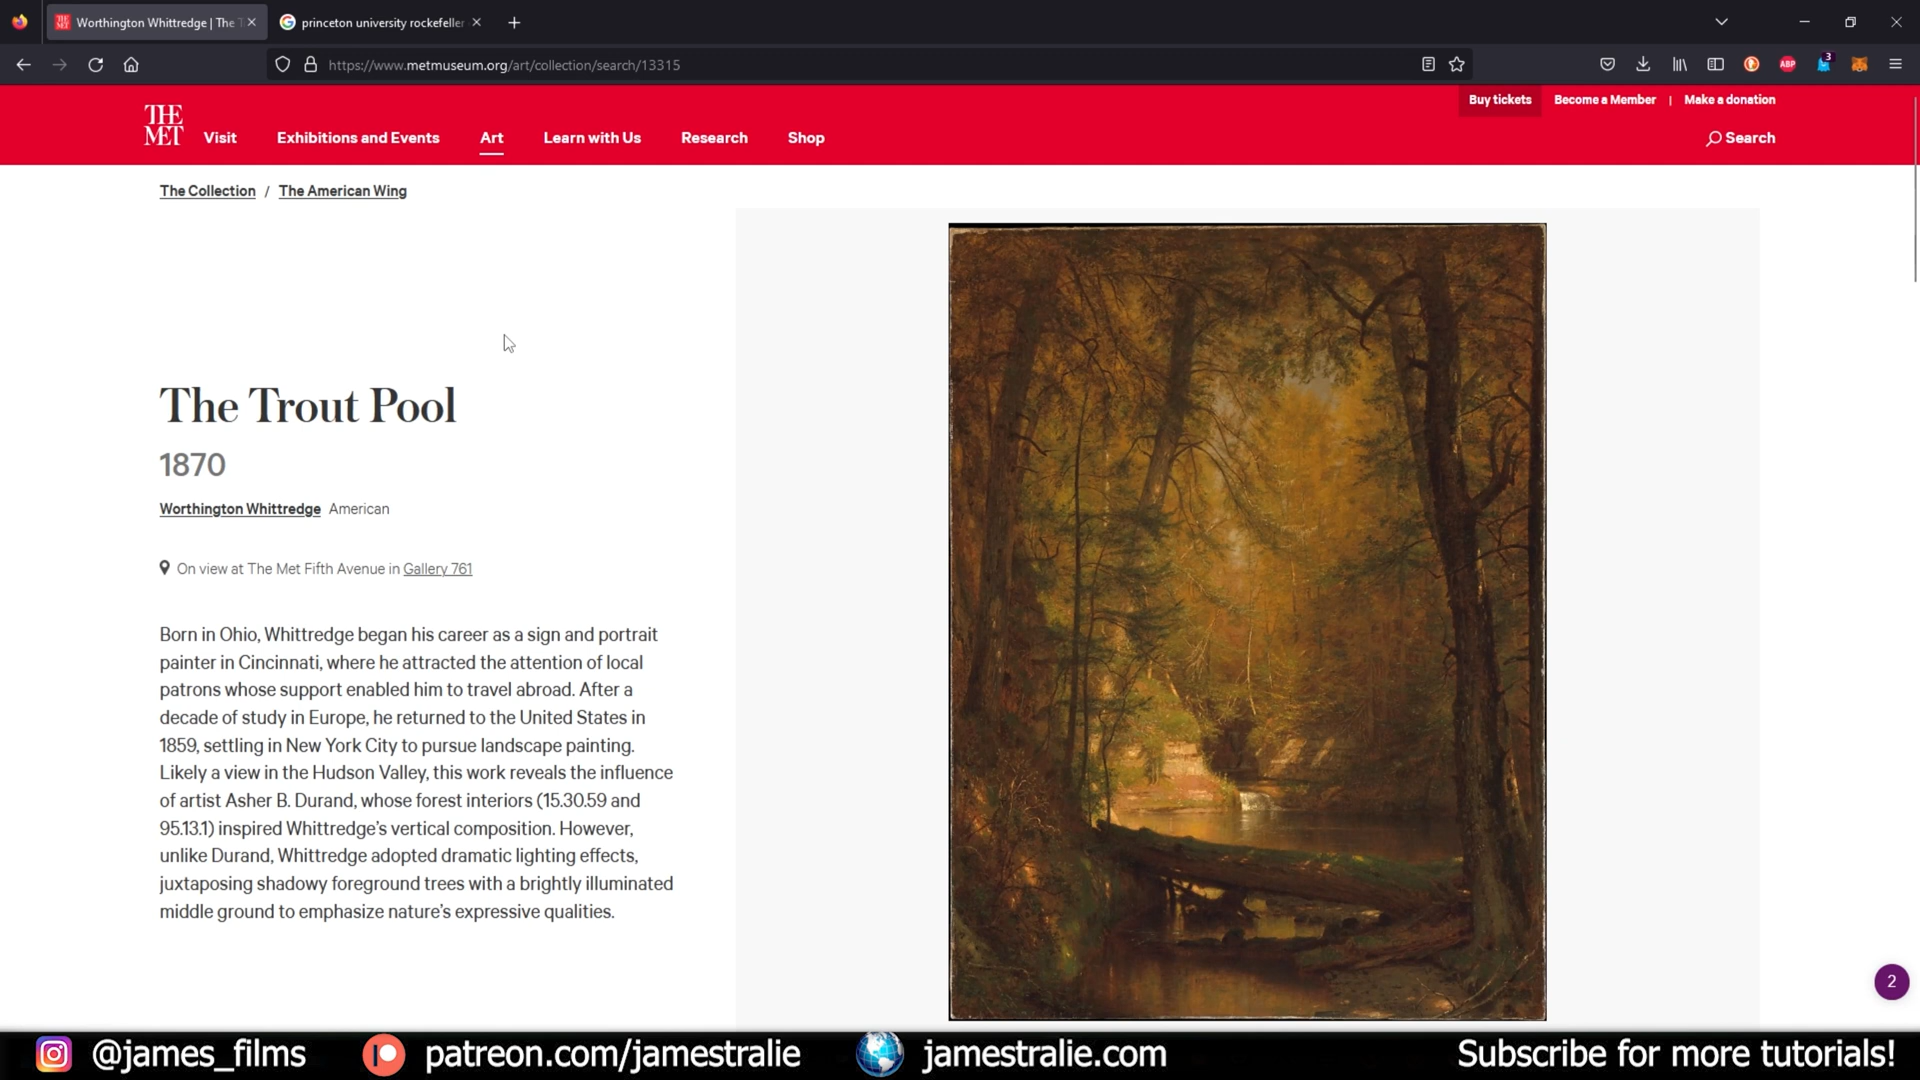 Worthington Whittredge | The
princeton university rockefeller
https://www.metmuseum.org/art/collection/search/13315
ABP
3
Buy tickets
Become a Member | Make a donation
THE
MET
Visit
Exhibitions and Events
Art
Learn with Us
Research
Shop
Search
The Collection / The American Wing
The Trout Pool
1870
Worthington Whittredge American
On view at The Met Fifth Avenue in Gallery 761
Born in Ohio, Whittredge began his career as a sign and portrait
painter in Cincinnati, where he attracted the attention of local
patrons whose support enabled him to travel abroad. After a
decade of study in Europe, he returned to the United States in
1859, settling in New York City to pursue landscape painting.
Likely a view in the Hudson Valley, this work reveals the influence
of artist Asher B. Durand, whose forest interiors (15.30.59 and
95.13.1) inspired Whittredge’s vertical composition. However,
unlike Durand, Whittredge adopted dramatic lighting effects,
juxtaposing shadowy foreground trees with a brightly illuminated
middle ground to emphasize nature’s expressive qualities.
2
@james_films
patreon.com/jamestralie
jamestralie.com
Subscribe for more tutorials!